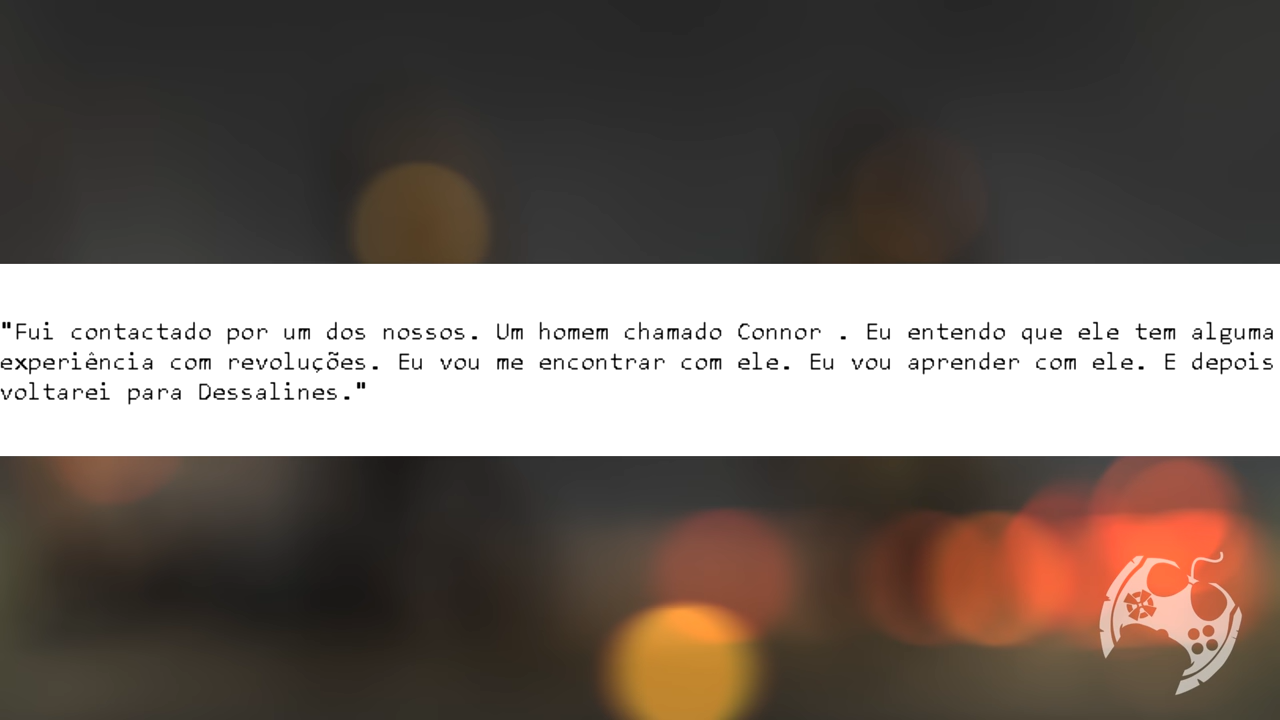 "Fui contactado por um dos nossos. Um homem chamado Connor . Eu entendo que ele tem alguma
experiência com revoluções. Eu vou me encontrar com ele. Eu vou aprender com ele. E depois
voltarei para Dessalines."